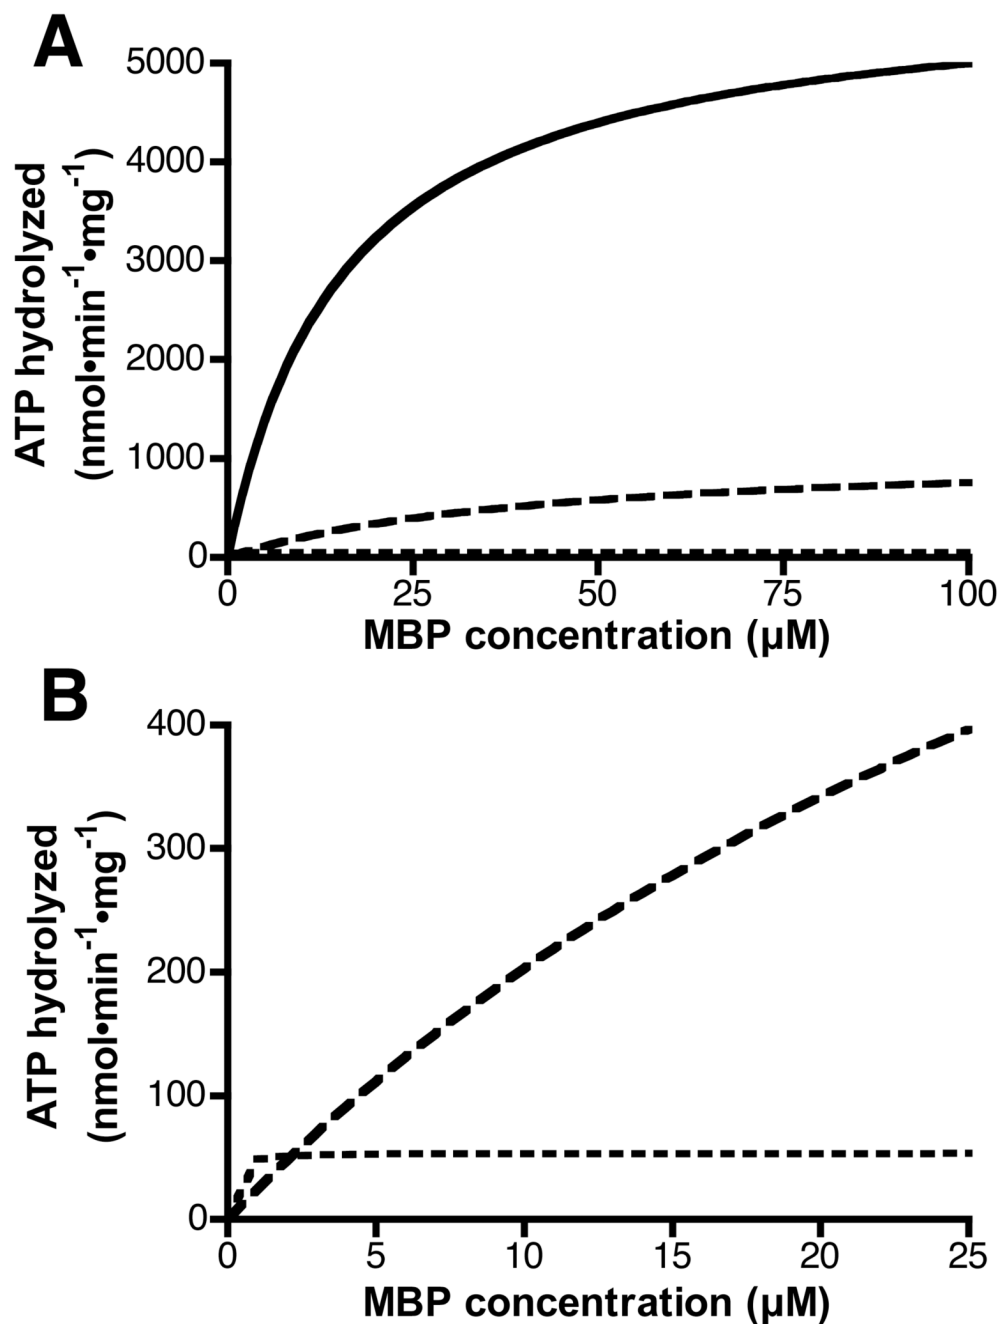 A
5000
4000
3000
2000
1000
0
ATP hydrolyzed
(nmol•min⁻¹•mg⁻¹)
0 25 50 75 100
MBP concentration (µM)
B
400
300
200
100
0
ATP hydrolyzed
(nmol•min⁻¹•mg⁻¹)
0 5 10 15 20 25
MBP concentration (µM)